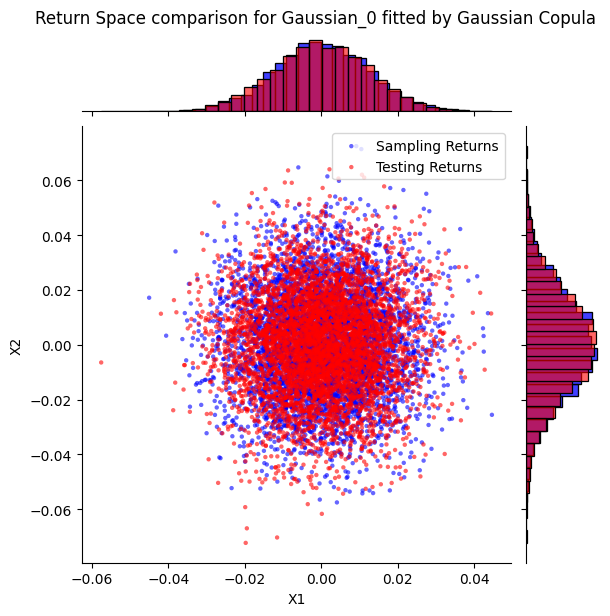 Return Space comparison for Gaussian_0 fitted by Gaussian Copula
Sampling Returns
Testing Returns
0.06
0.04
0.02
0.00
−0.02
−0.04
−0.06
X2
−0.06
−0.04
−0.02
0.00
0.02
0.04
X1